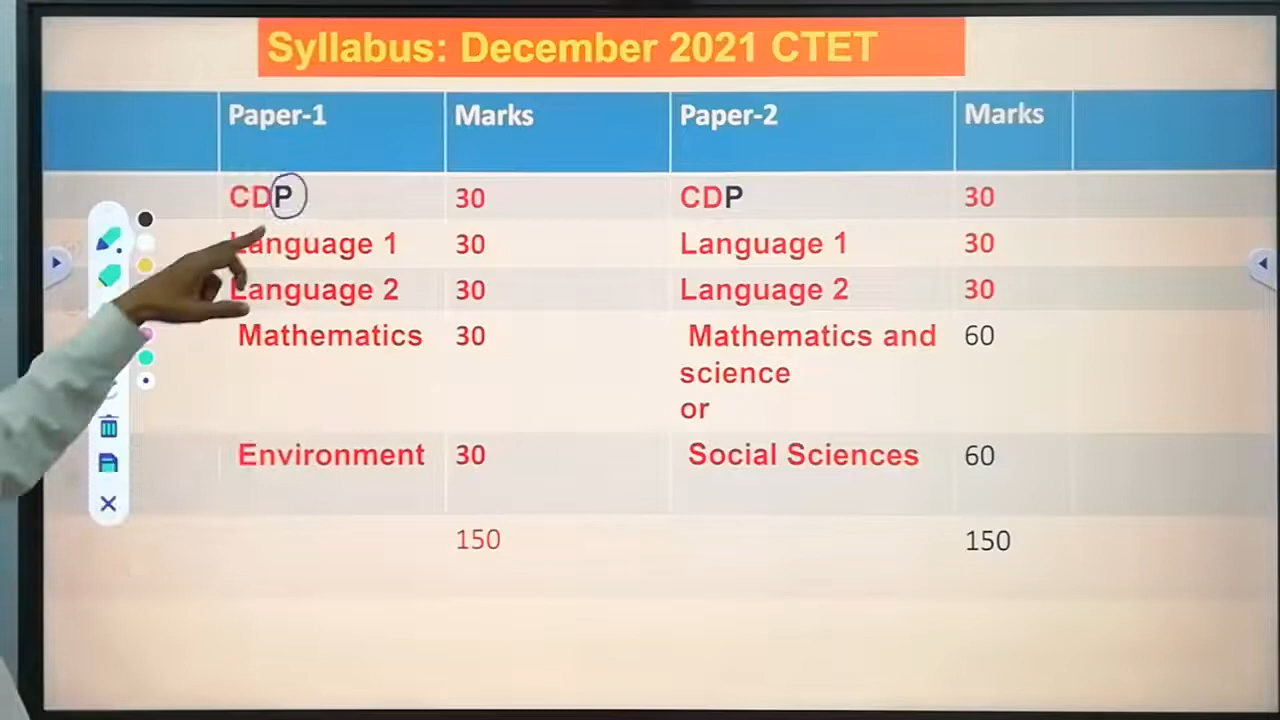 Syllabus: December 2021 CTET
Paper-1 Marks Paper-2 Marks
CDP 30 CDP 30
Language 1 30 Language 1 30
Language 2 30 Language 2 30
Mathematics 30 Mathematics and 60
science
or
Environment 30 Social Sciences 60
150 150